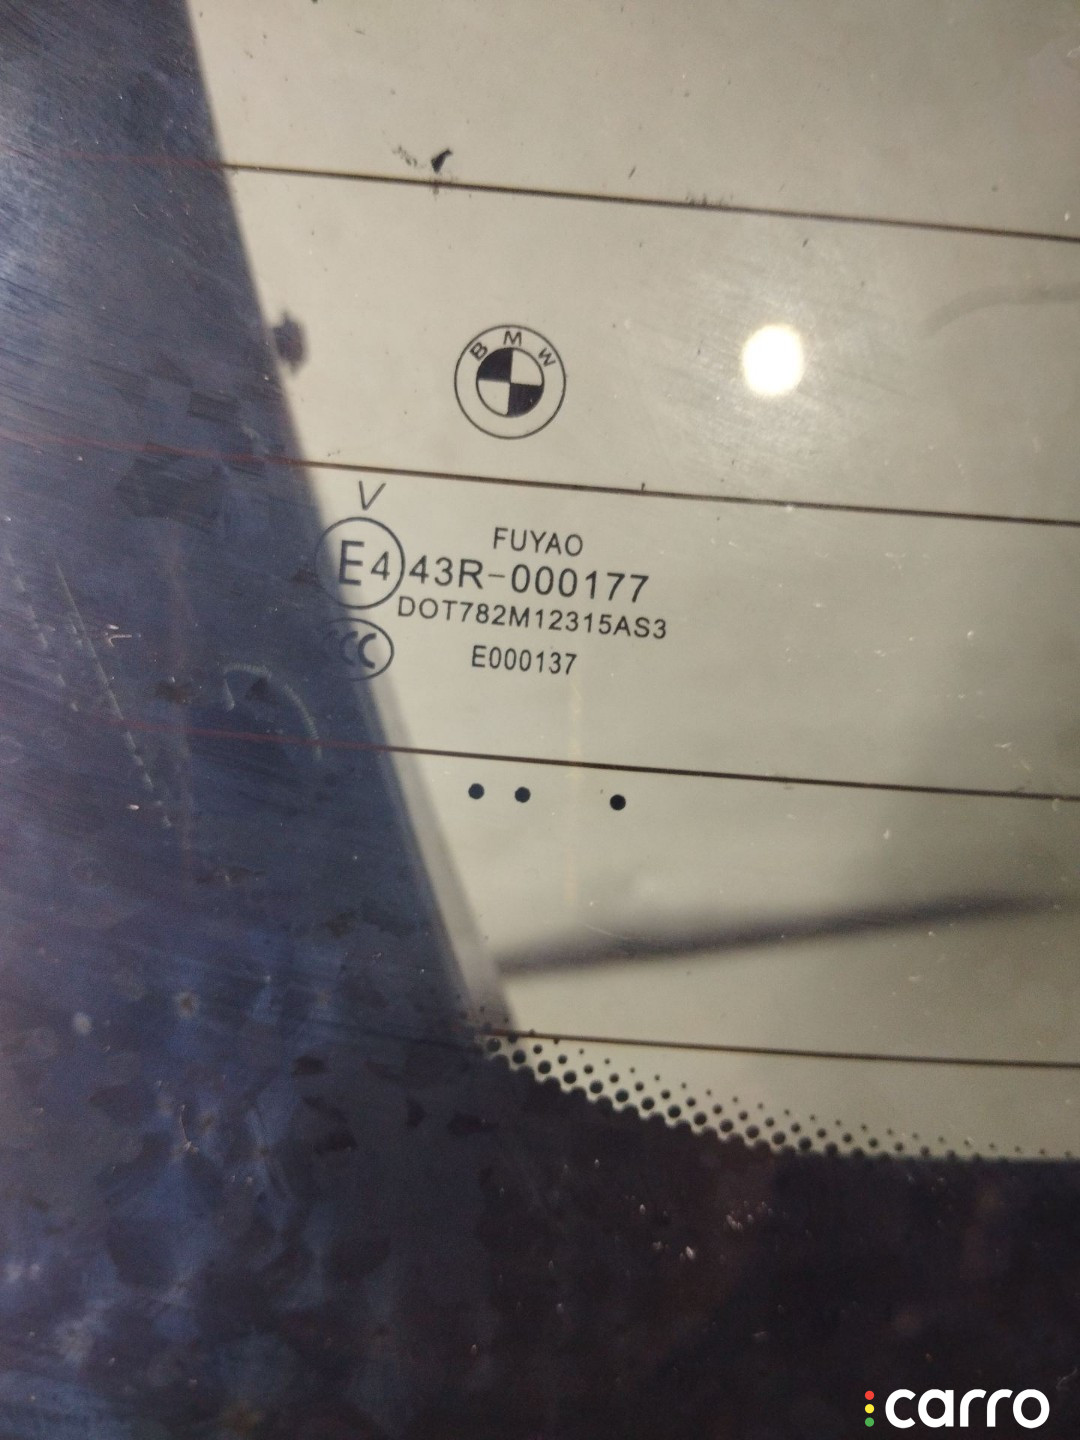 BMW
V
FUYAO
E4 43R-000177
DOT782M12315AS3
CCC E000137
carro